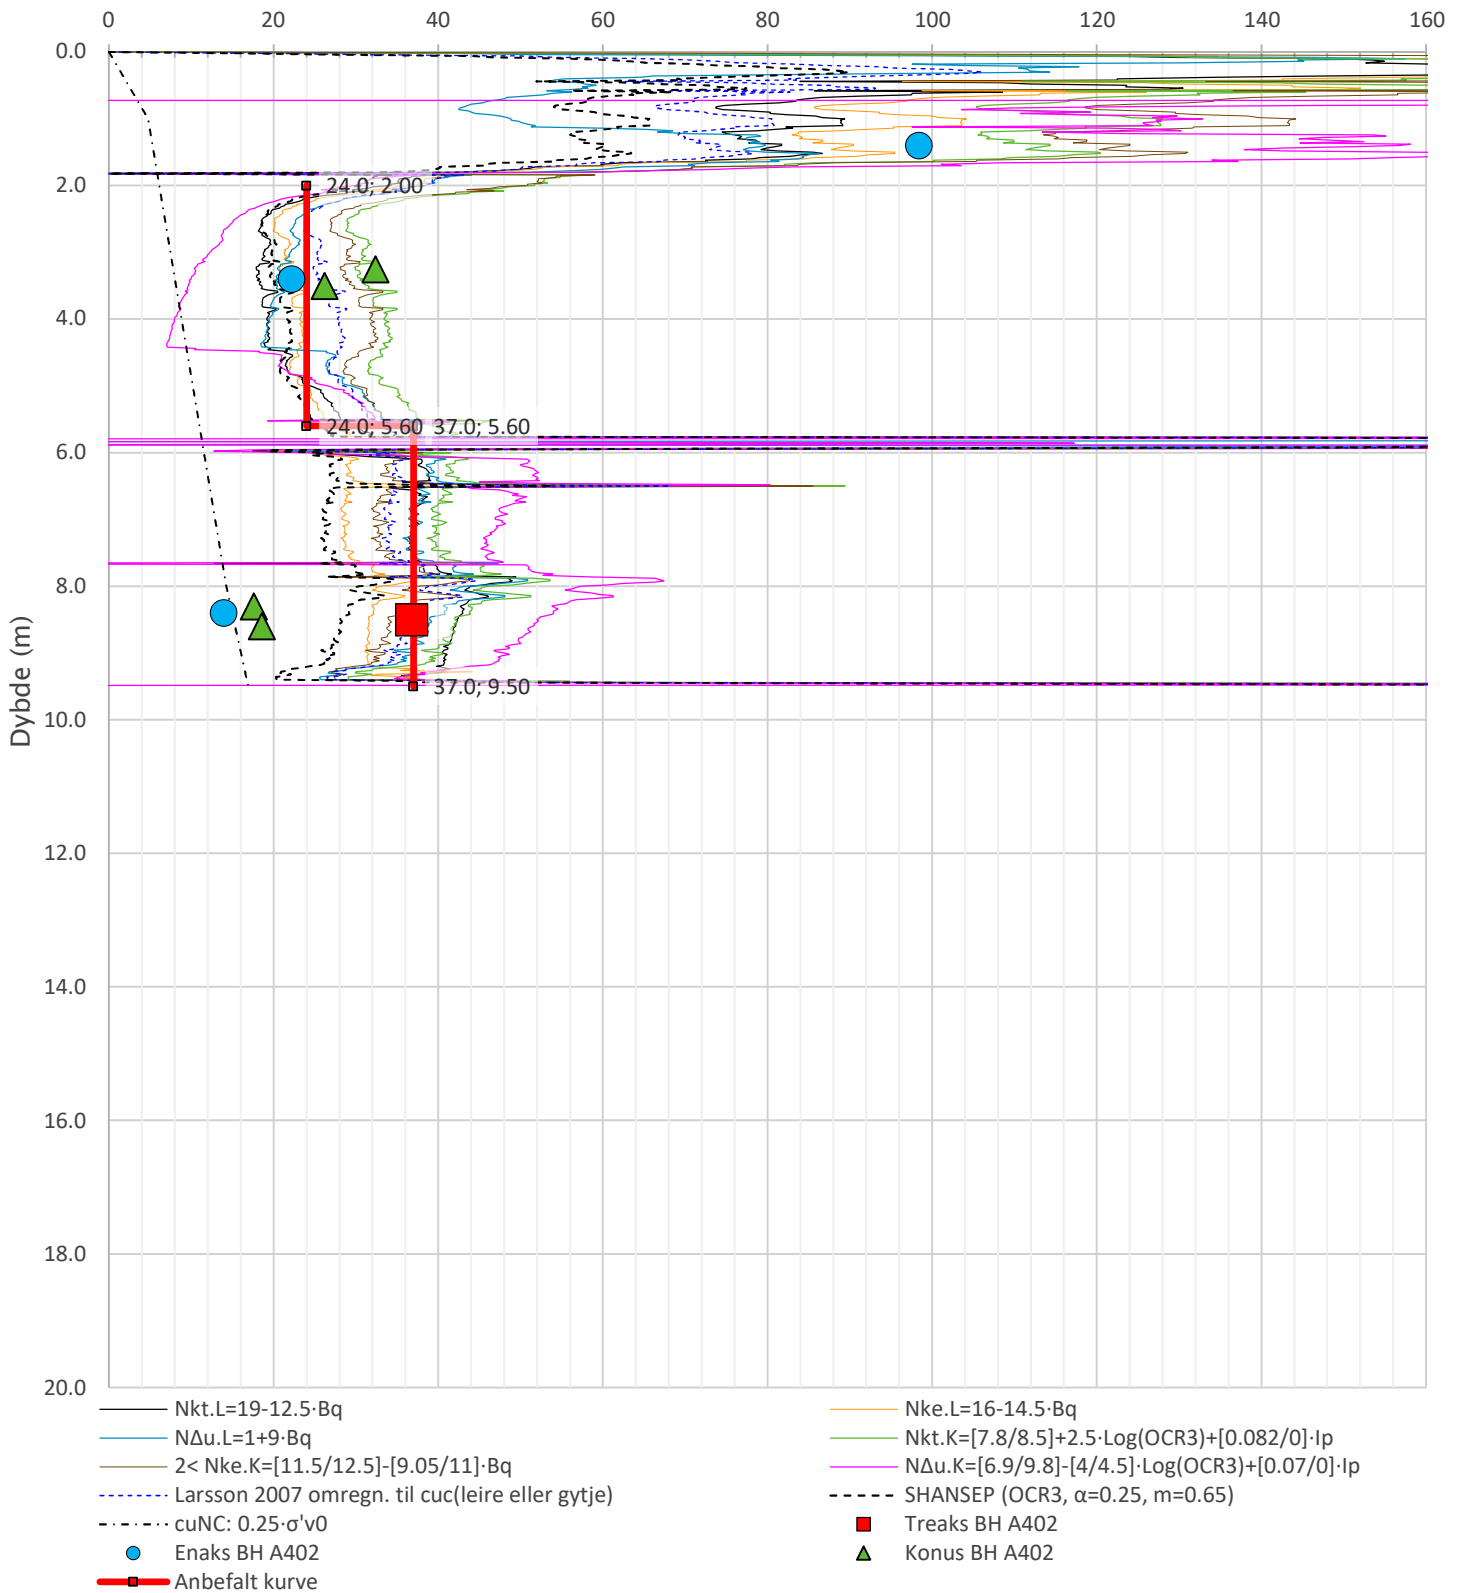 0 20 40 60 80 100 120 140 160
0.0
2.0
24.0; 2.00
4.0
24.0; 5.60 37.0; 5.60
6.0
8.0
37.0; 9.50
10.0
12.0
14.0
16.0
18.0
20.0
Dybde (m)
Nkt.L=19-12.5·Bq
Nke.L=16-14.5·Bq
NΔu.L=1+9·Bq
Nkt.K=[7.8/8.5]+2.5·Log(OCR3)+[0.082/0]·Ip
2< Nke.K=[11.5/12.5]-[9.05/11]·Bq
NΔu.K=[6.9/9.8]-[4/4.5]·Log(OCR3)+[0.07/0]·Ip
Larsson 2007 omregn. til cuc(leire eller gytje)
SHANSEP (OCR3, α=0.25, m=0.65)
cuNC: 0.25·σ'v0
Treaks BH A402
Enaks BH A402
Konus BH A402
Anbefalt kurve